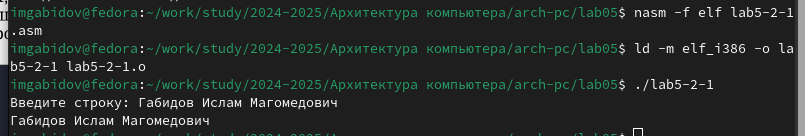 imgabidov@fedora:~/work/study/2024-2025/Архитектура компьютера/arch-pc/lab05$ nasm -f elf lab5-2-1
.asm
imgabidov@fedora:~/work/study/2024-2025/Архитектура компьютера/arch-pc/lab05$ ld -m elf_i386 -o la
b5-2-1 lab5-2-1.o
imgabidov@fedora:~/work/study/2024-2025/Архитектура компьютера/arch-pc/lab05$ ./lab5-2-1
Введите строку: Габидов Ислам Магомедович
Габидов Ислам Магомедович